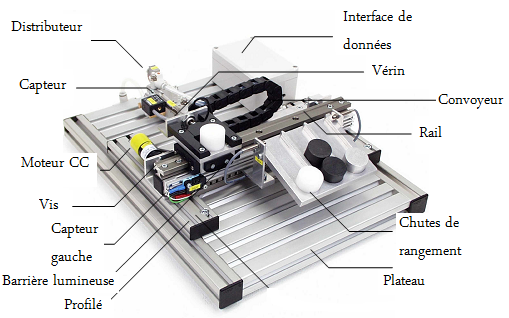 Distributeur
Interface de
données
Capteur
Vérin
Convoyeur
Rail
Moteur CC
Vis
Capteur
gauche
Chutes de
rangement
Barrière lumineuse
Plateau
Profilé